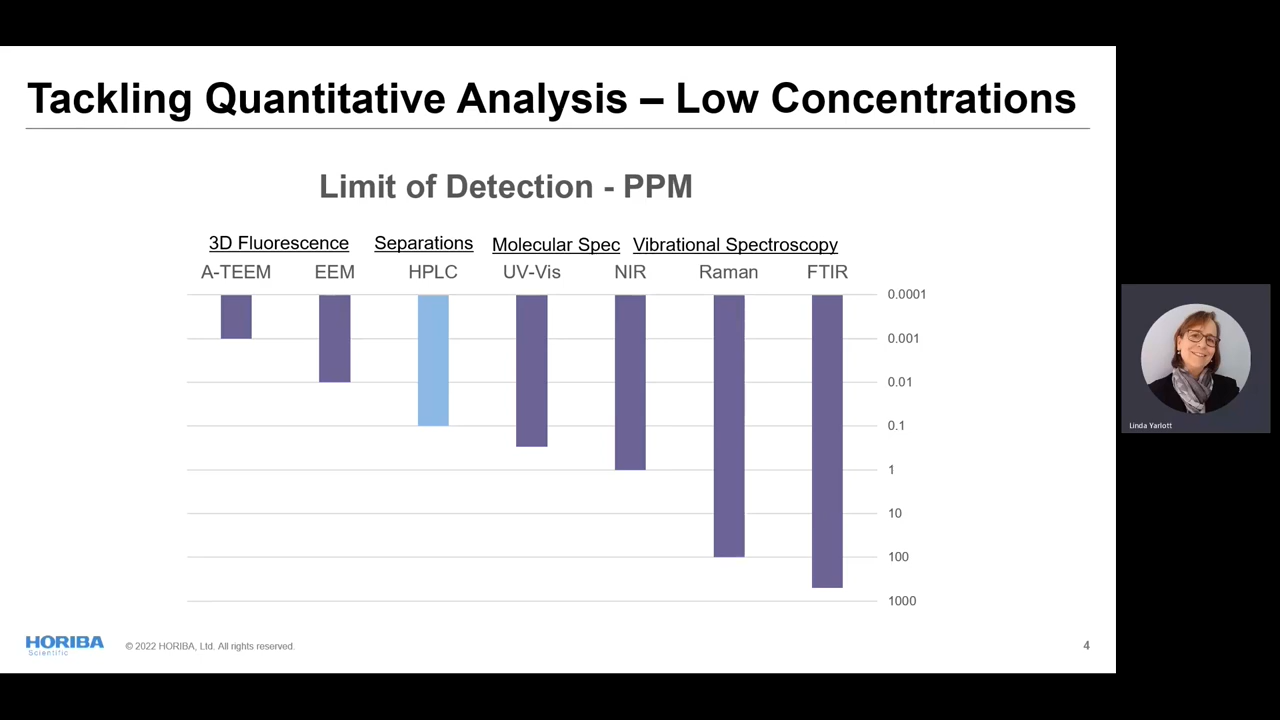 Tackling Quantitative Analysis – Low Concentrations
Limit of Detection - PPM
3D Fluorescence Separations Molecular Spec Vibrational Spectroscopy
A-TEEM EEM HPLC UV-Vis NIR Raman FTIR
0.0001
0.001
0.01
0.1
1
10
100
1000
Linda Yarlott
HORIBA
Scientific
© 2022 HORIBA, Ltd. All rights reserved.
4